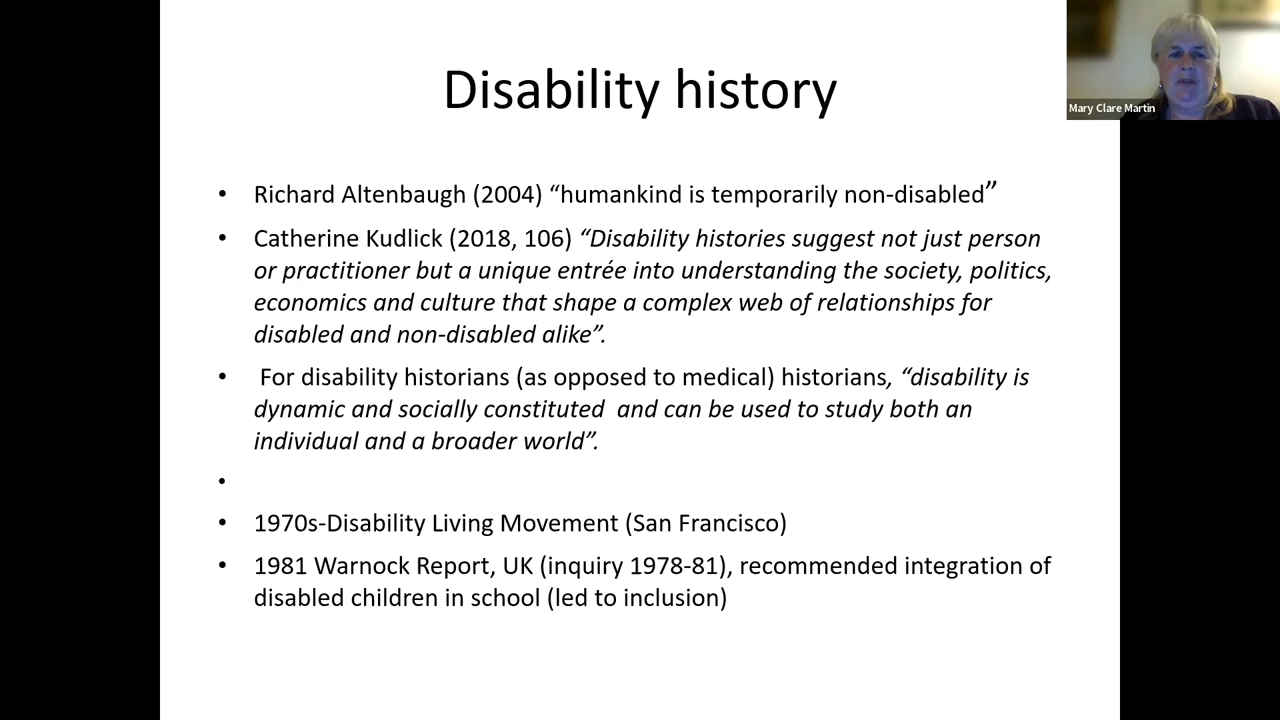 Disability history
Mary Clare Martin
• Richard Altenbaugh (2004) “humankind is temporarily non-disabled”
• Catherine Kudlick (2018, 106) “Disability histories suggest not just person
or practitioner but a unique entrée into understanding the society, politics,
economics and culture that shape a complex web of relationships for
disabled and non-disabled alike”.
• For disability historians (as opposed to medical) historians, “disability is
dynamic and socially constituted and can be used to study both an
individual and a broader world”.
•
• 1970s-Disability Living Movement (San Francisco)
• 1981 Warnock Report, UK (inquiry 1978-81), recommended integration of
disabled children in school (led to inclusion)